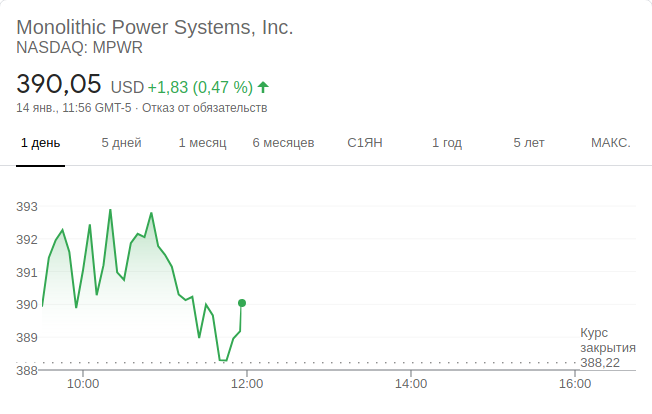 Monolithic Power Systems, Inc.
NASDAQ: MPWR
390,05 USD +1,83 (0,47 %)
14 янв., 11:56 GMT-5 · Отказ от обязательств
1 день 5 дней 1 месяц 6 месяцев С1ЯН 1 год 5 лет МАКС.
393
392
391
390
389
Курс
закрытия
388,22
388
10:00 12:00 14:00 16:00